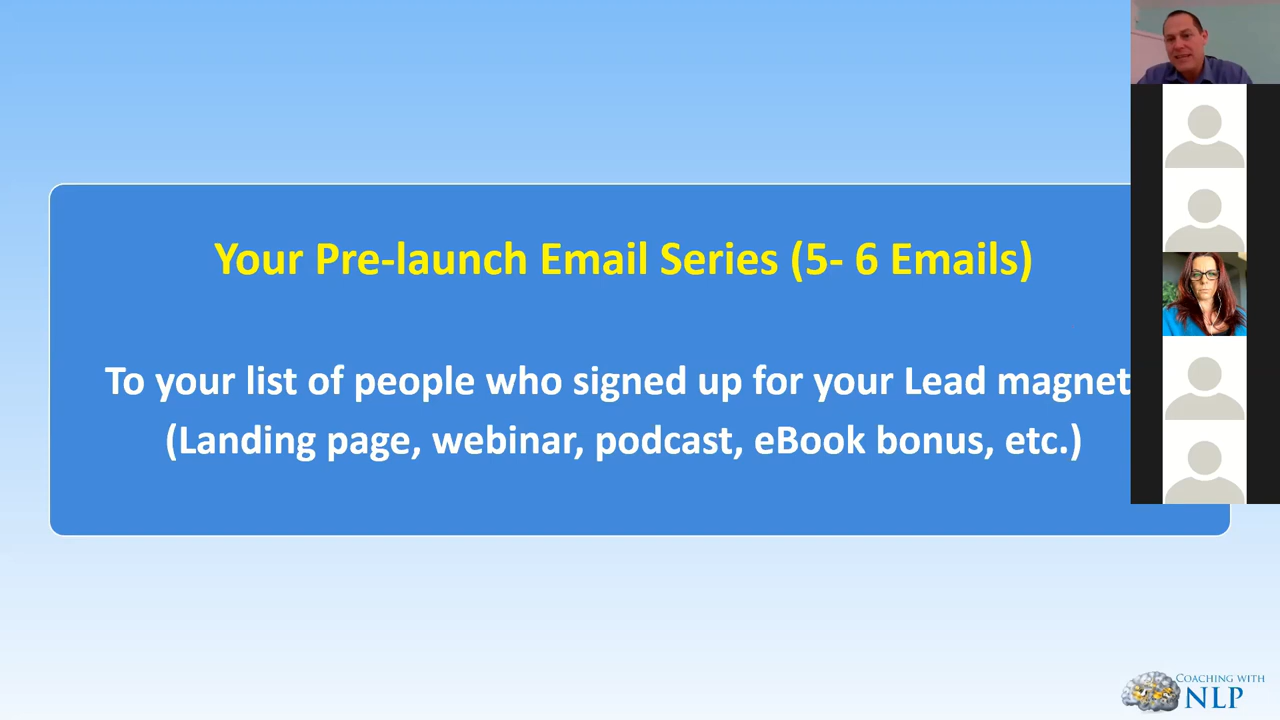 Your Pre-launch Email Series (5- 6 Emails)
To your list of people who signed up for your Lead magnet
(Landing page, webinar, podcast, eBook bonus, etc.)
COACHING WITH
NLP